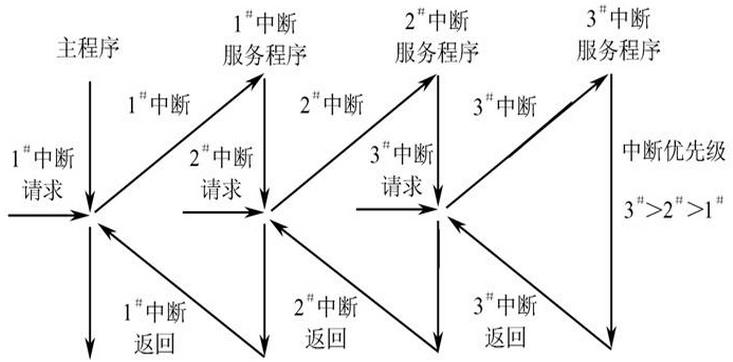 主程序
1#中断
服务程序
2#中断
服务程序
3#中断
服务程序
1#中断
2#中断
3#中断
1#中断
请求
2#中断
请求
3#中断
请求
中断优先级
3#>2#>1#
1#中断
返回
2#中断
返回
3#中断
返回